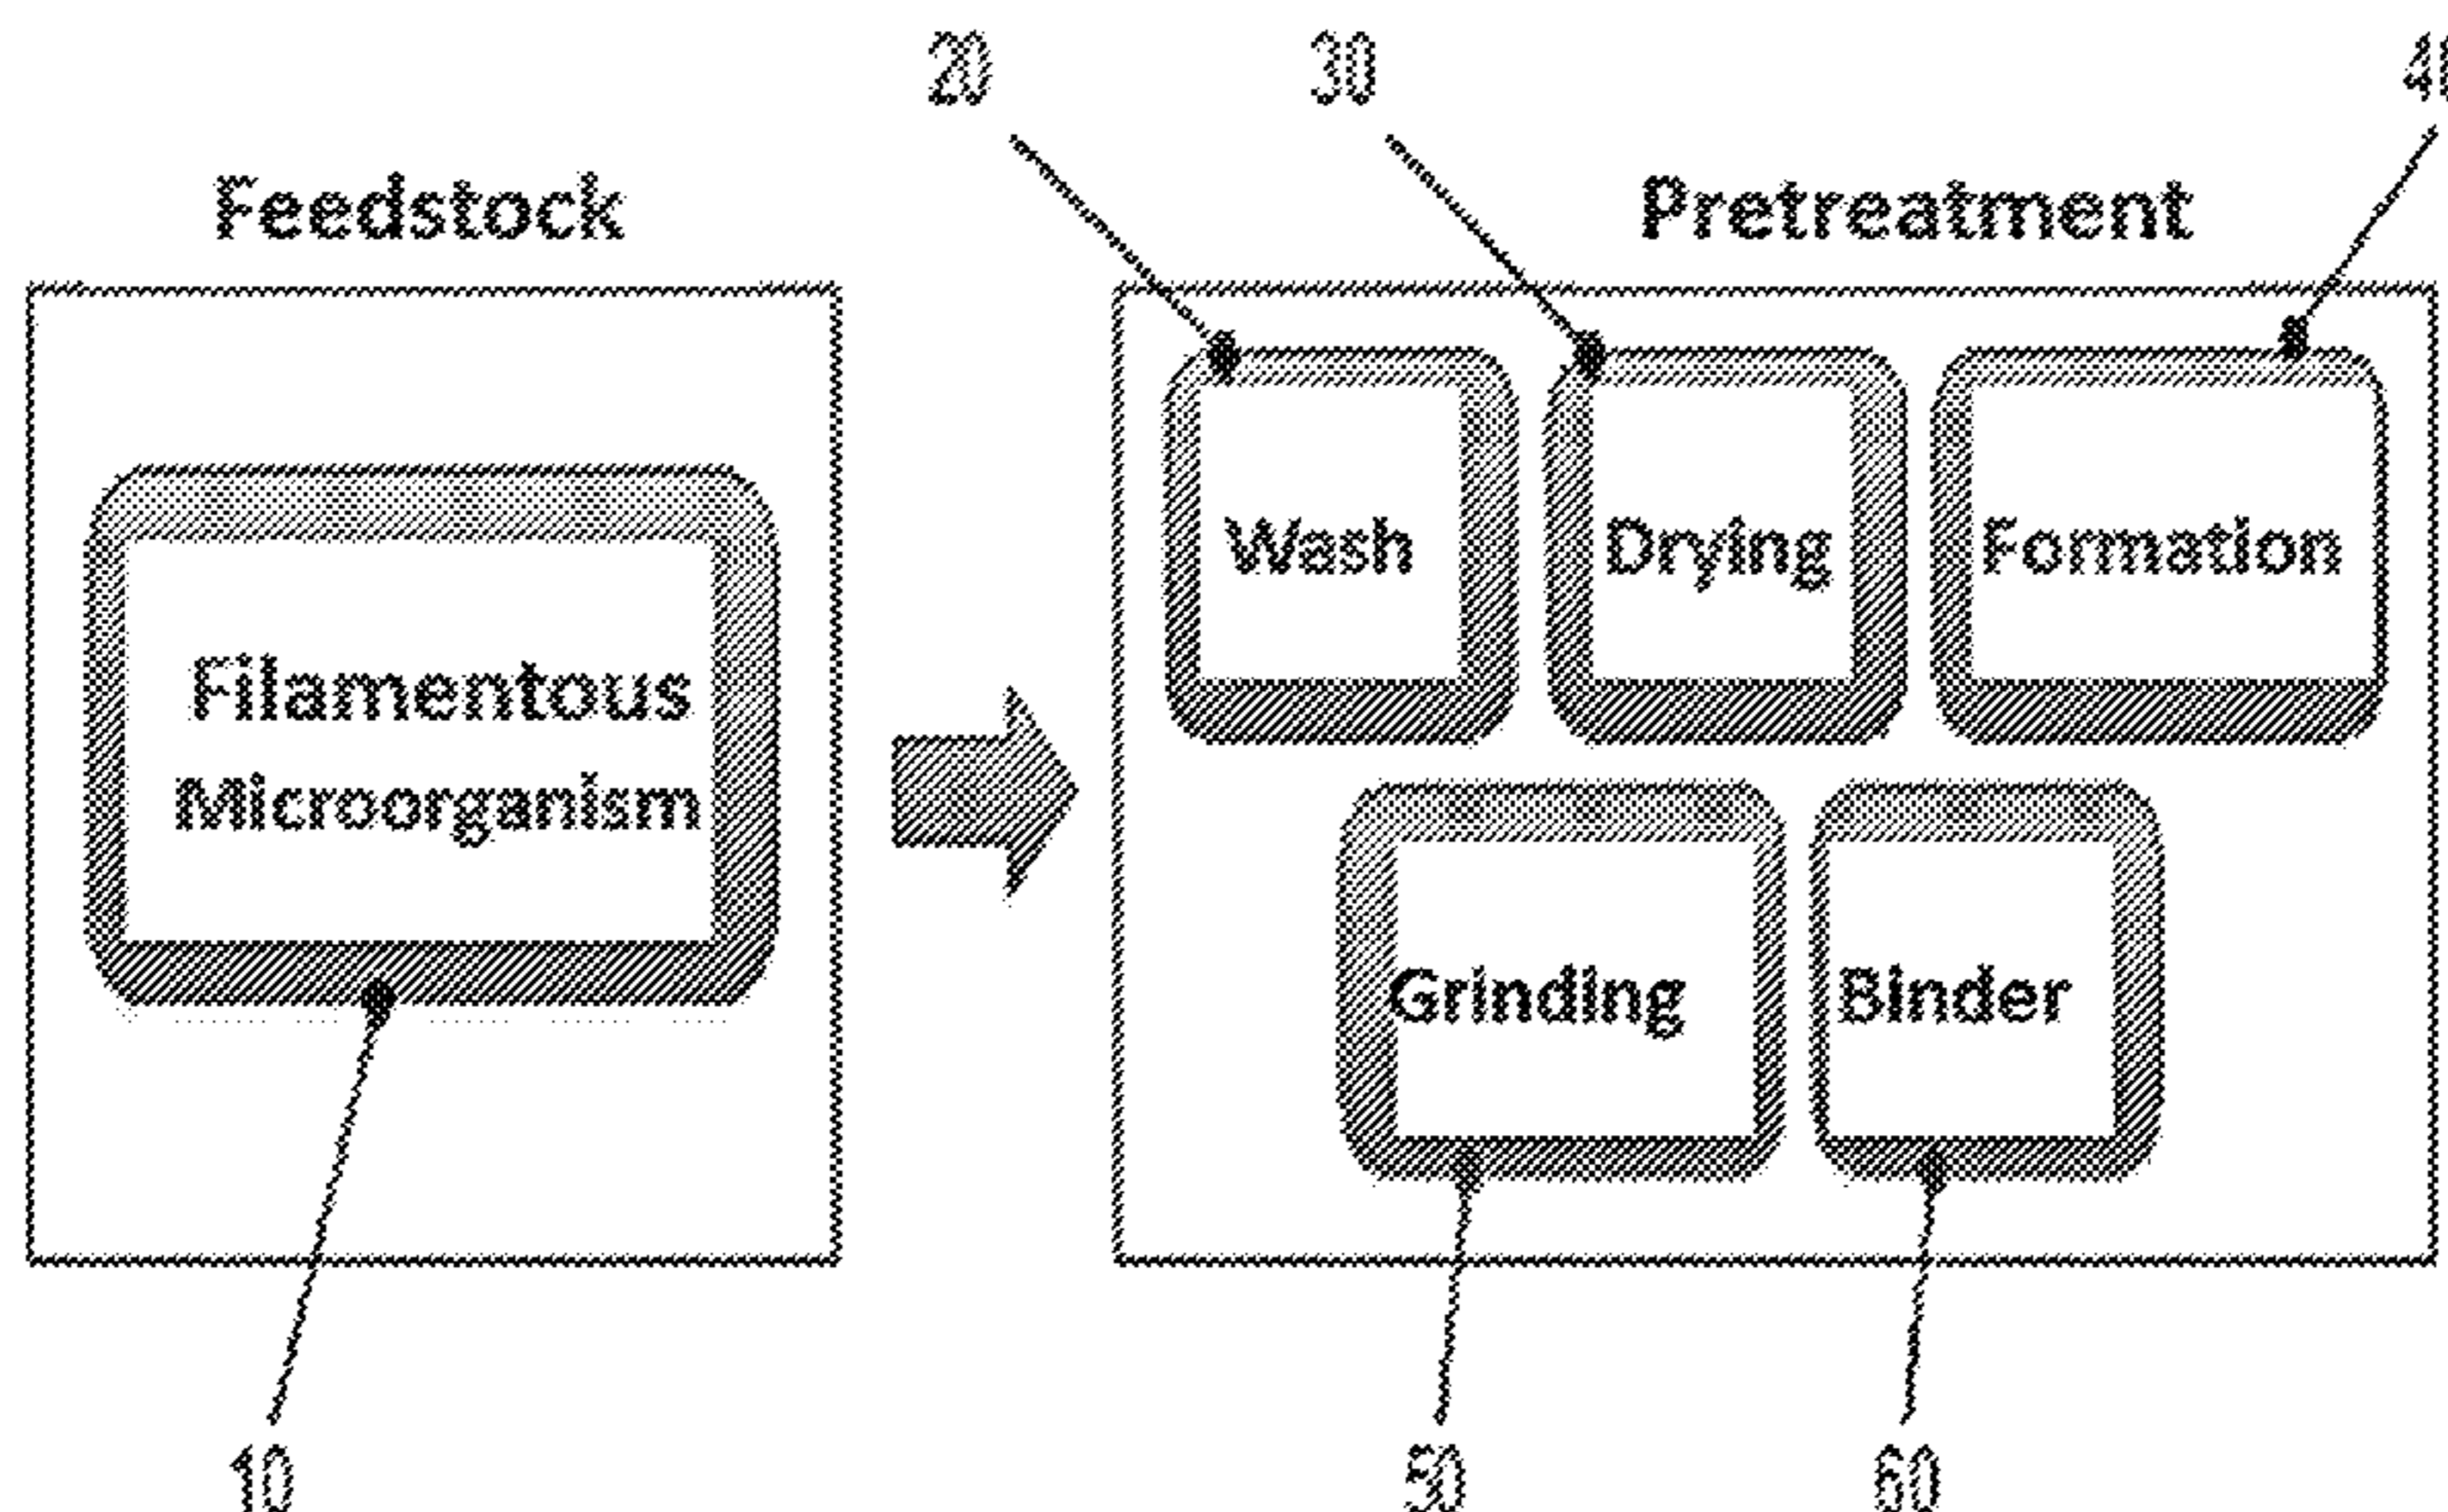 20
30
Feedstock
Pretreatment
Wash
Drying
Formation
Filamentous
Microorganism
Grinding
Binder
10
50
60